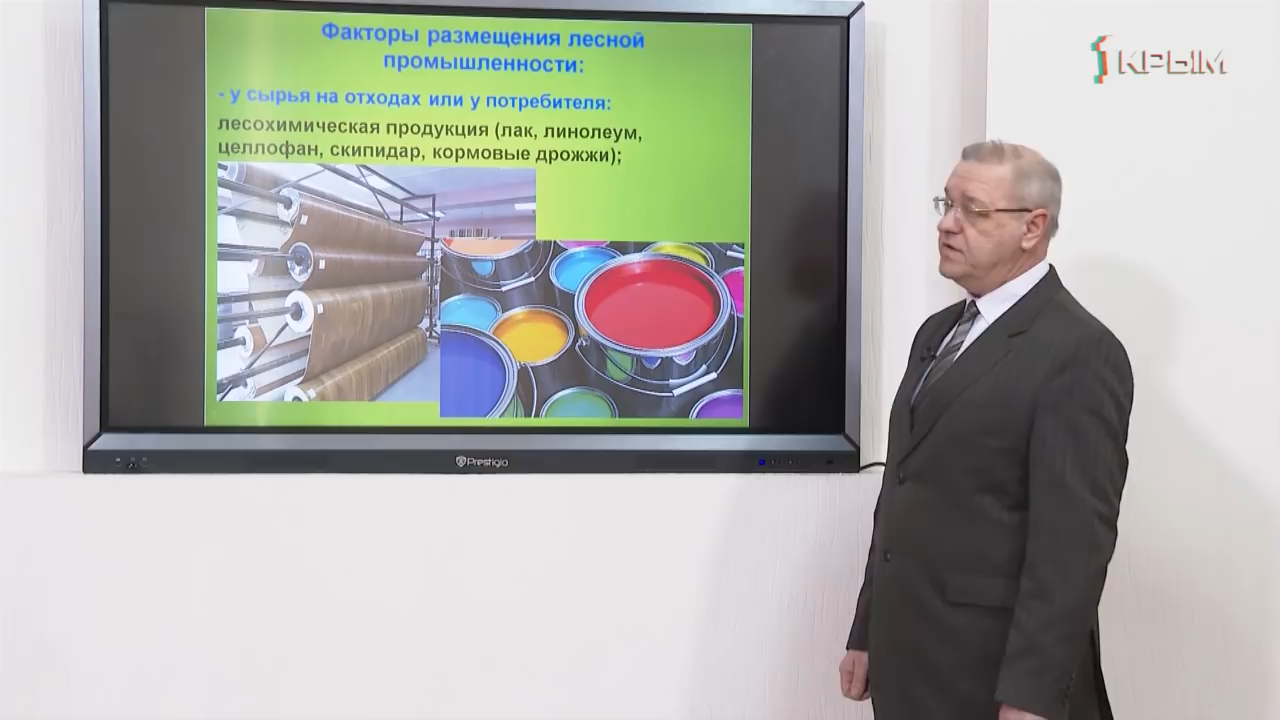 Факторы размещения лесной
промышленности:
- у сырья на отходах или у потребителя:
лесохимическая продукция (лак, линолеум,
целлофан, скипидар, кормовые дрожжи);
1 КРЫМ
Prestigio